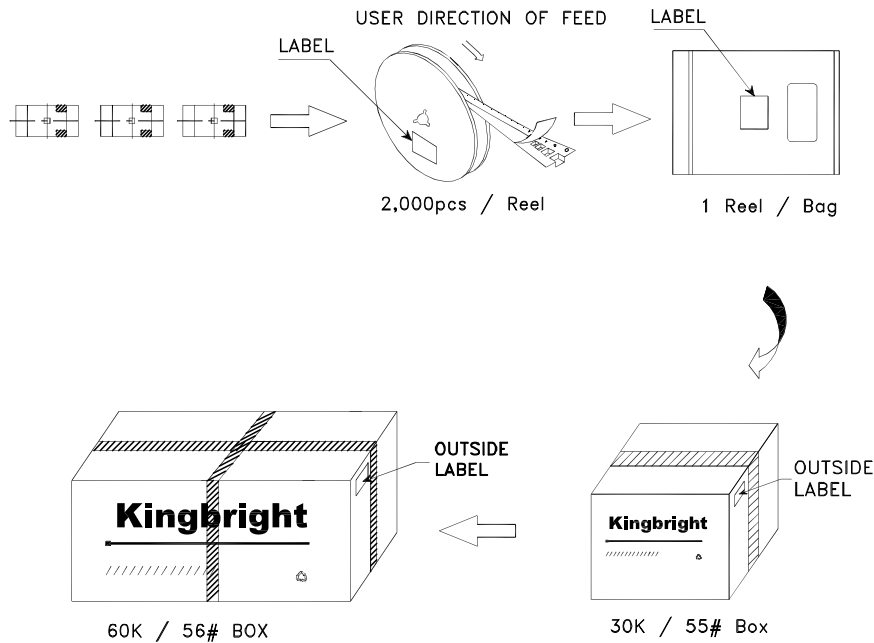 USER DIRECTION OF FEED
LABEL
LABEL
2,000pcs / Reel
1 Reel / Bag
OUTSIDE
LABEL
Kingbright
60K / 56# BOX
OUTSIDE
LABEL
Kingbright
30K / 55# Box